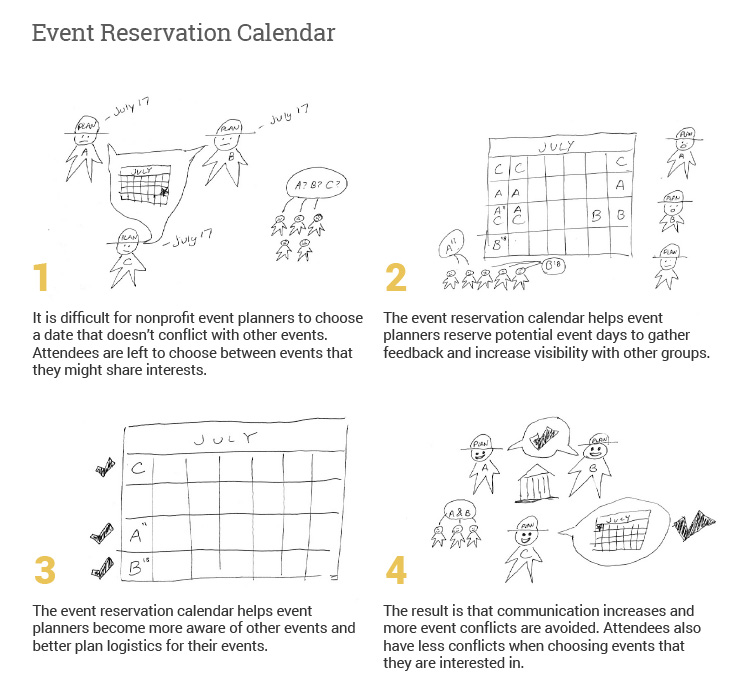 Event Reservation Calendar
July 17
July 17
PLAN
PLAN
A
B
JULY
A? B? C?
PLAN
July 17
C
1
It is difficult for nonprofit event planners to choose
a date that doesn't conflict with other events.
Attendees are left to choose between events that
they might share interests.
JULY
PLAN
A
C C C
A A A
PLAN
B
A" A
C C B B
B"
PLAN
A"
B'B
2
The event reservation calendar helps event
planners reserve potential event days to gather
feedback and increase visibility with other groups.
JULY
C
A"
B
3
The event reservation calendar helps event
planners become more aware of other events and
better plan logistics for their events.
PLAN
PLAN
A
B
A & B
PLAN
C
July
4
The result is that communication increases and
more event conflicts are avoided. Attendees also
have less conflicts when choosing events that
they are interested in.